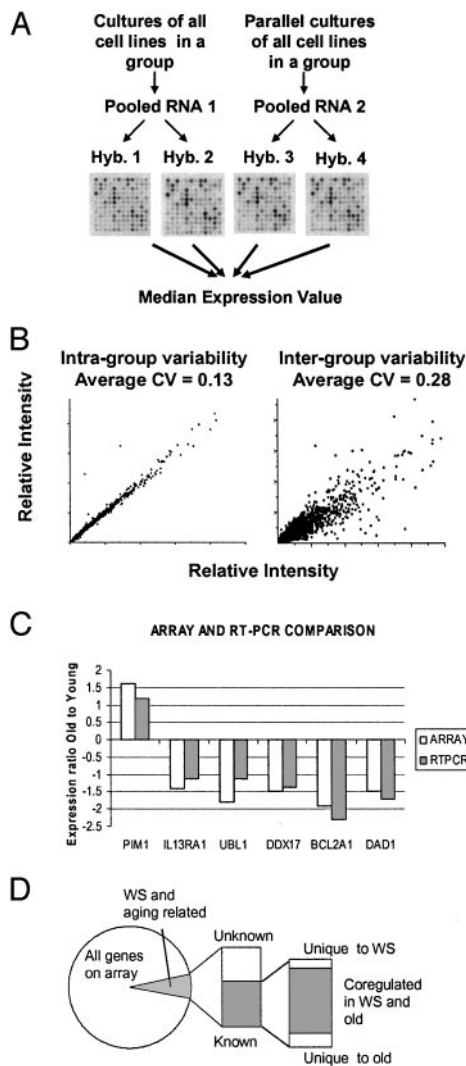 A
Cultures of all
cell lines in a
group
Parallel cultures
of all cell lines
in a group
Pooled RNA 1
Pooled RNA 2
Hyb. 1
Hyb. 2
Hyb. 3
Hyb. 4
Median Expression Value
B
Intra-group variability
Average CV = 0.13
Inter-group variability
Average CV = 0.28
Relative Intensity
Relative Intensity
C
ARRAY AND RT-PCR COMPARISON
Expression ratio Old to Young
2
1.5
1
0.5
0
-0.5
-1
-1.5
-2
-2.5
PIM1
IL13RA1
UBL1
DDX17
BCL2A1
DAD1
ARRAY
RTPCR
D
WS and
aging related
All genes
on array
Unknown
Known
Unique to WS
Coregulated
in WS and
old
Unique to old